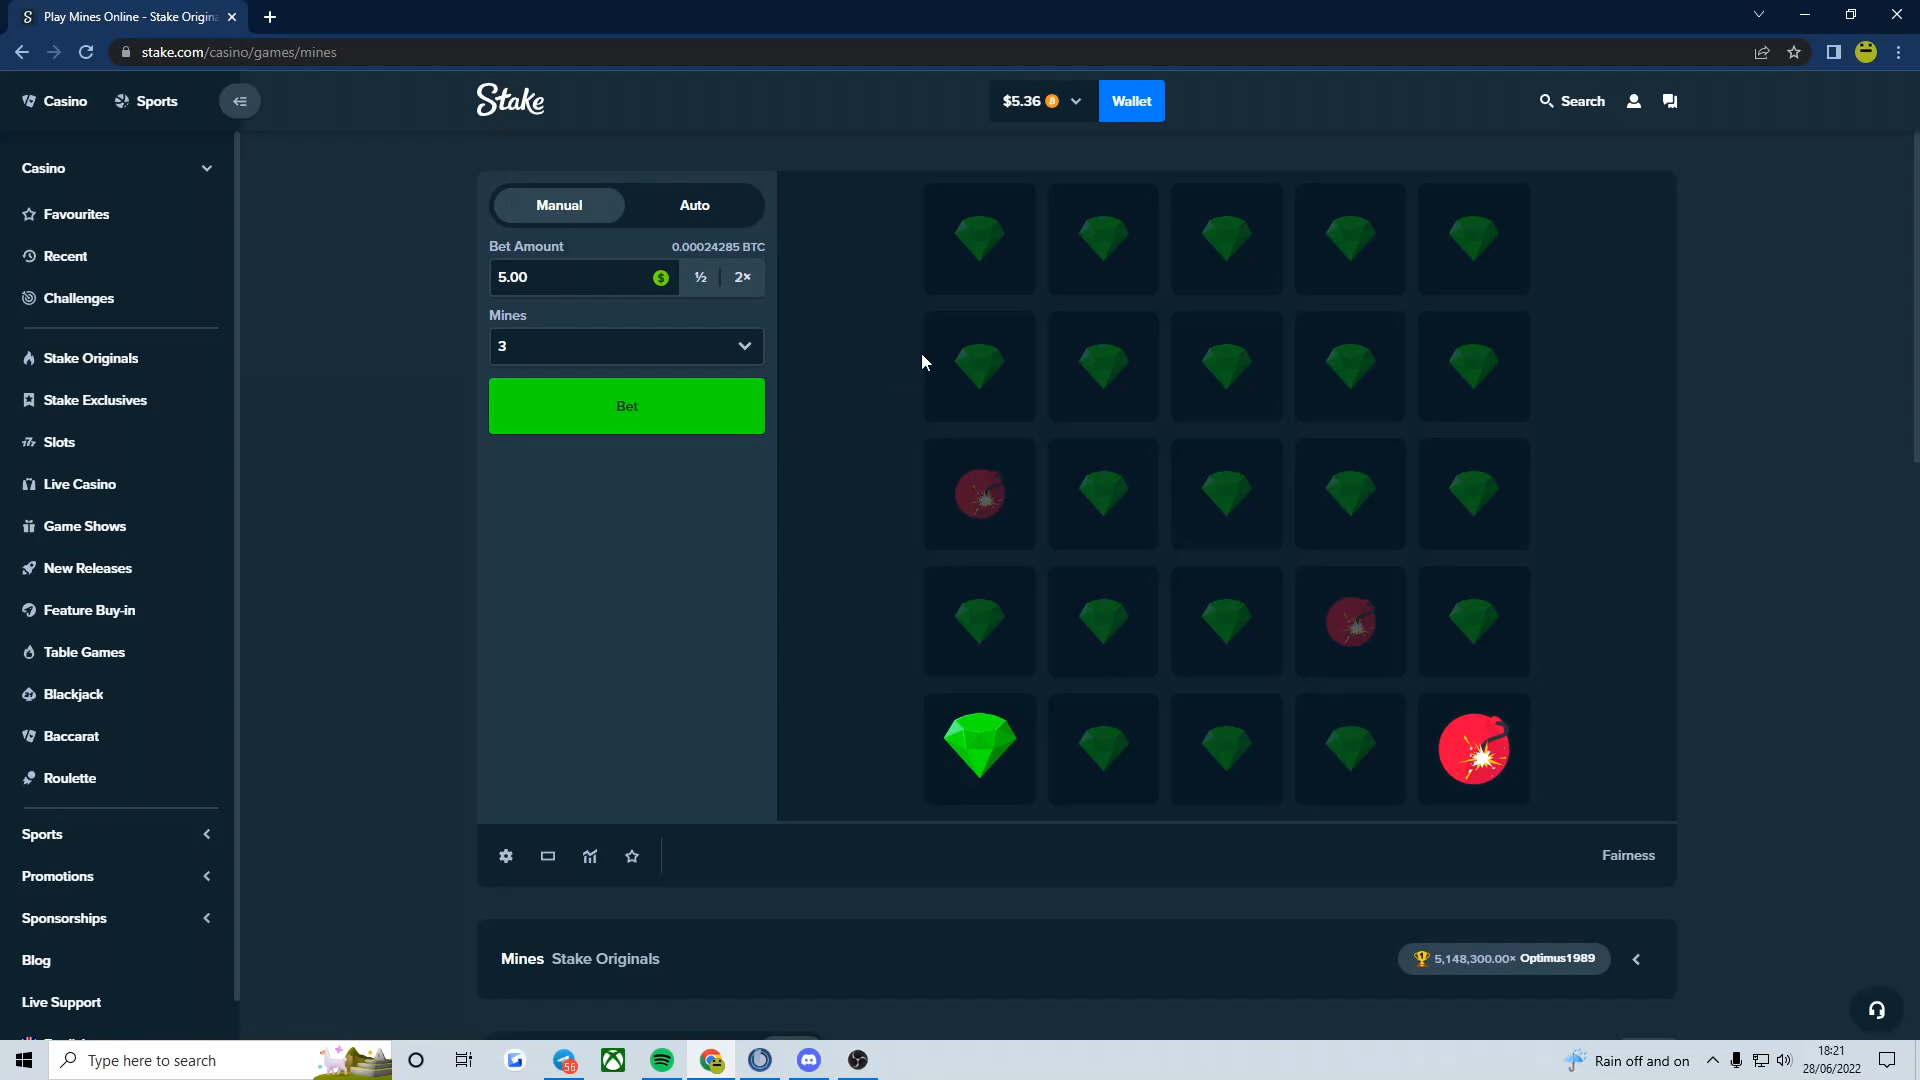 Play Mines Online - Stake Origina
stake.com/casino/games/mines
Casino
Sports
Stake
$5.36
Wallet
Search
Casino
Favourites
Recent
Challenges
Stake Originals
Stake Exclusives
Slots
Live Casino
Game Shows
New Releases
Feature Buy-in
Table Games
Blackjack
Baccarat
Roulette
Sports
Promotions
Sponsorships
Blog
Live Support
Manual
Auto
Bet Amount
0.00024285 BTC
5.00
½
2×
Mines
3
Bet
Fairness
Mines Stake Originals
5,148,300.00× Optimus1989
Type here to search
56
Rain off and on
18:21
28/06/2022